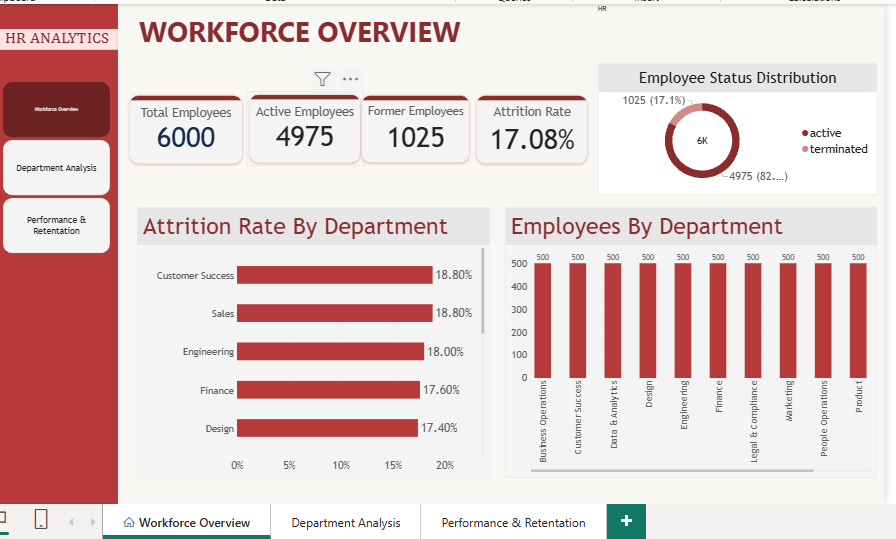 HR
HR ANALYTICS
WORKFORCE OVERVIEW
Workforce Overview
Department Analysis
Performance &
Retention
Total Employees
6000
Active Employees
4975
Former Employees
1025
Attrition Rate
17.08%
Employee Status Distribution
1025 (17.1%)
6K
4975 (82....)
active
terminated
Attrition Rate By Department
Customer Success
18.80%
Sales
18.80%
Engineering
18.00%
Finance
17.60%
Design
17.40%
0% 5% 10% 15% 20%
Employees By Department
500 500 500 500 500 500 500 500 500 500
500
400
300
200
100
0
Business Operations
Customer Success
Data & Analytics
Design
Engineering
Finance
Legal & Compliance
Marketing
People Operations
Product
Workforce Overview
Department Analysis
Performance & Retention